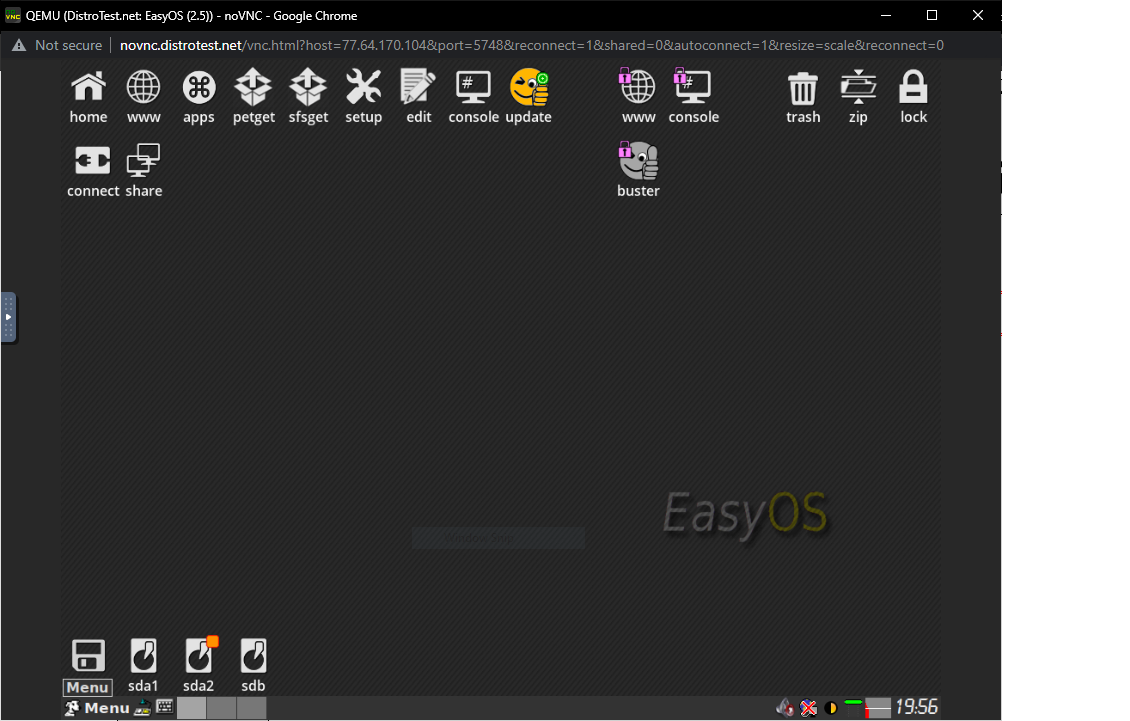 QEMU (DistroTest.net: EasyOS (2.5)) - noVNC - Google Chrome
Not secure novnc.distrotest.net/vnc.html?host=77.64.170.104&port=5748&reconnect=1&shared=0&autoconnect=1&resize=scale&reconnect=0
home www apps petget sfsget setup edit console update www console trash zip lock
connect share buster
EasyOS
Window Snip
sda1 sda2 sdb
Menu
Menu 19:56